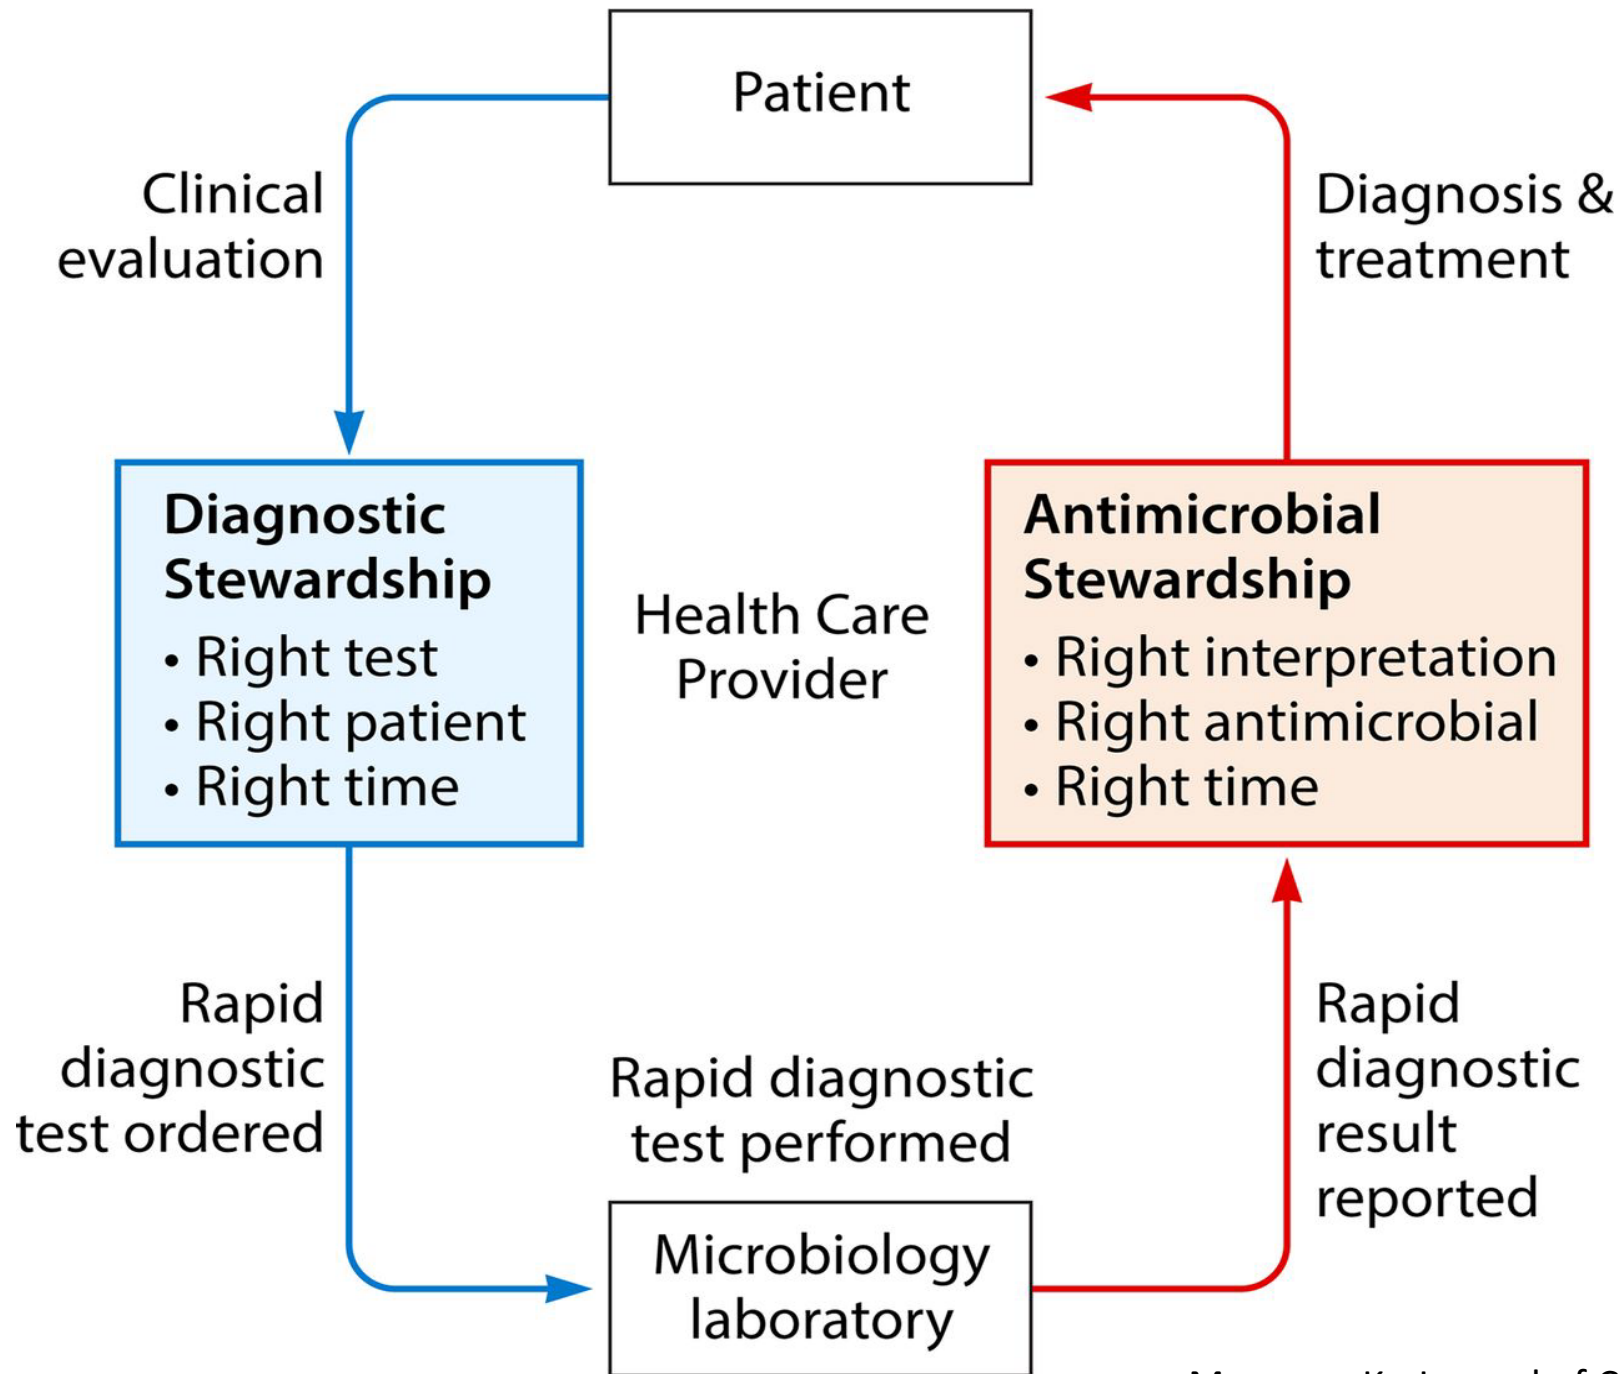 Patient
Clinical
evaluation
Diagnosis &
treatment
Diagnostic
Stewardship
• Right test
• Right patient
• Right time
Health Care
Provider
Antimicrobial
Stewardship
• Right interpretation
• Right antimicrobial
• Right time
Rapid
diagnostic
test ordered
Rapid diagnostic
test performed
Rapid
diagnostic
result
reported
Microbiology
laboratory